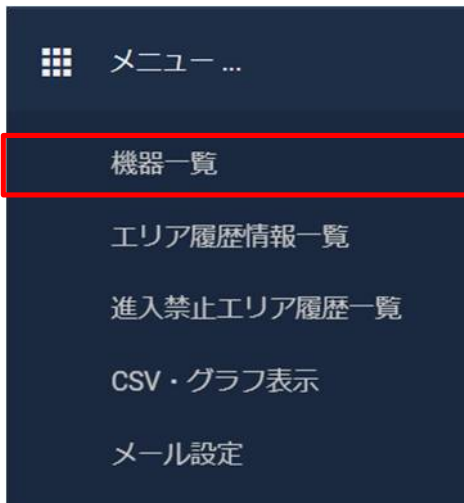 メニュー ...
機器一覧
エリア履歴情報一覧
進入禁止エリア履歴一覧
CSV・グラフ表示
メール設定